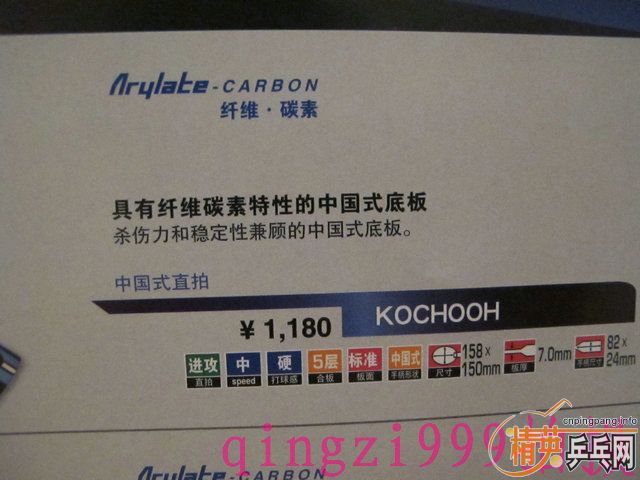 Arylate-CARBON
纤维·碳素
具有纤维碳素特性的中国式底板
杀伤力和稳定性兼顾的中国式底板。
中国式直拍
¥1,180 KOCHOOH
进攻 直拍 中 speed 硬 打球感 5层 合板 标准 板面 中国式 手柄形状 尺寸 158×150mm 板厚 7.0mm 手柄尺寸 82×24mm
cnpingpang.info
精英乒乓网
qingzi999
Arylate-CARBON